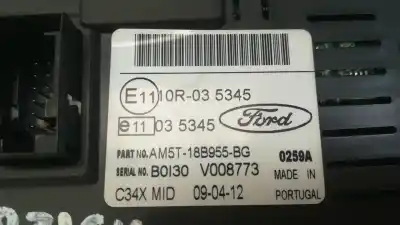 E11 10R-03 5345
e11 03 5345
Ford
PART NO. AM5T-18B955-BG 0259A
SERIAL NO. B0I30 V008773
C34X MID 09-04-12
MADE IN
PORTUGAL